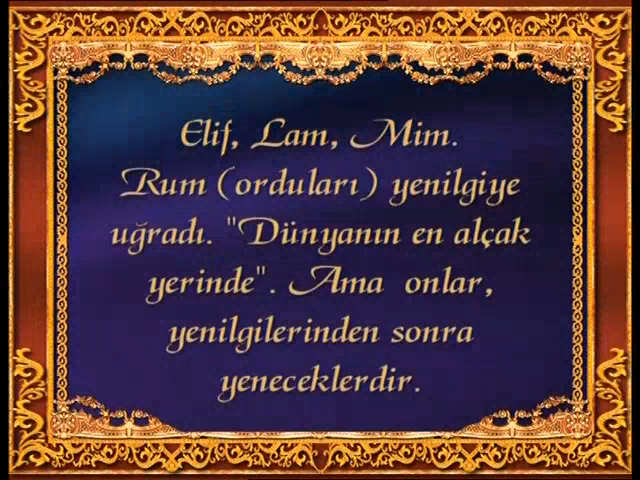 Elif, Lam, Mim.
Rum (orduları) yenilgiye
uğradı. "Dünyanın en alçak
yerinde". Ama onlar,
yenilgilerinden sonra
yeneceklerdir.